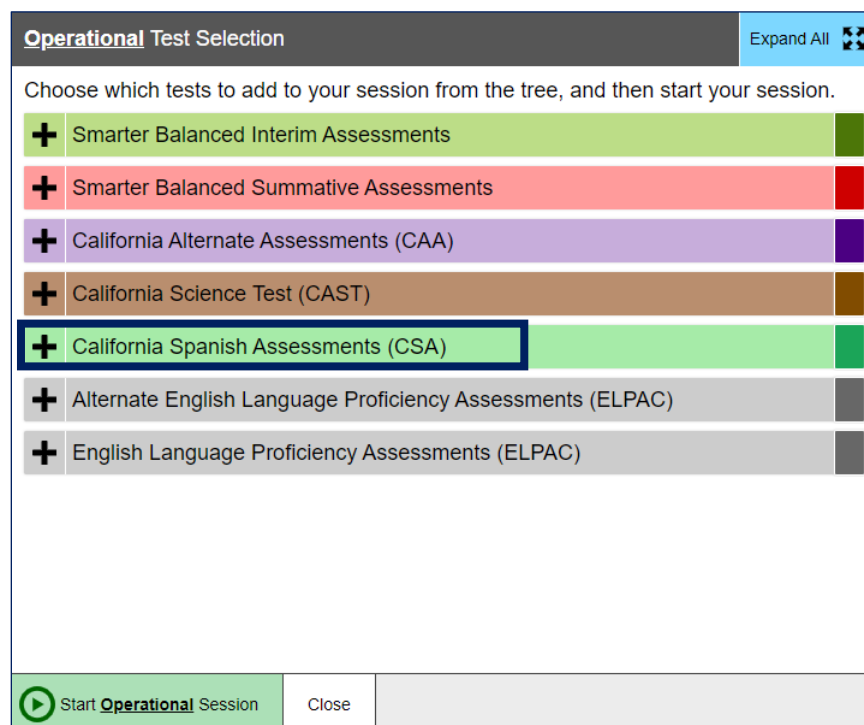 Operational Test Selection
Expand All
Choose which tests to add to your session from the tree, and then start your session.
Smarter Balanced Interim Assessments
Smarter Balanced Summative Assessments
California Alternate Assessments (CAA)
California Science Test (CAST)
California Spanish Assessments (CSA)
Alternate English Language Proficiency Assessments (ELPAC)
English Language Proficiency Assessments (ELPAC)
Start Operational Session
Close